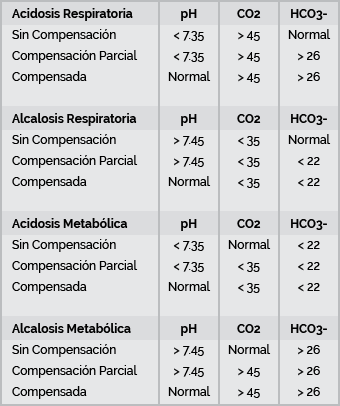 Acidosis Respiratoria pH CO2 HCO3-
Sin Compensación < 7.35 > 45 Normal
Compensación Parcial < 7.35 > 45 > 26
Compensada Normal > 45 > 26
Alcalosis Respiratoria pH CO2 HCO3-
Sin Compensación > 7.45 < 35 Normal
Compensación Parcial > 7.45 < 35 < 22
Compensada Normal < 35 < 22
Acidosis Metabólica pH CO2 HCO3-
Sin Compensación < 7.35 Normal < 22
Compensación Parcial < 7.35 < 35 < 22
Compensada Normal < 35 < 22
Alcalosis Metabólica pH CO2 HCO3-
Sin Compensación > 7.45 Normal > 26
Compensación Parcial > 7.45 > 45 > 26
Compensada Normal > 45 > 26